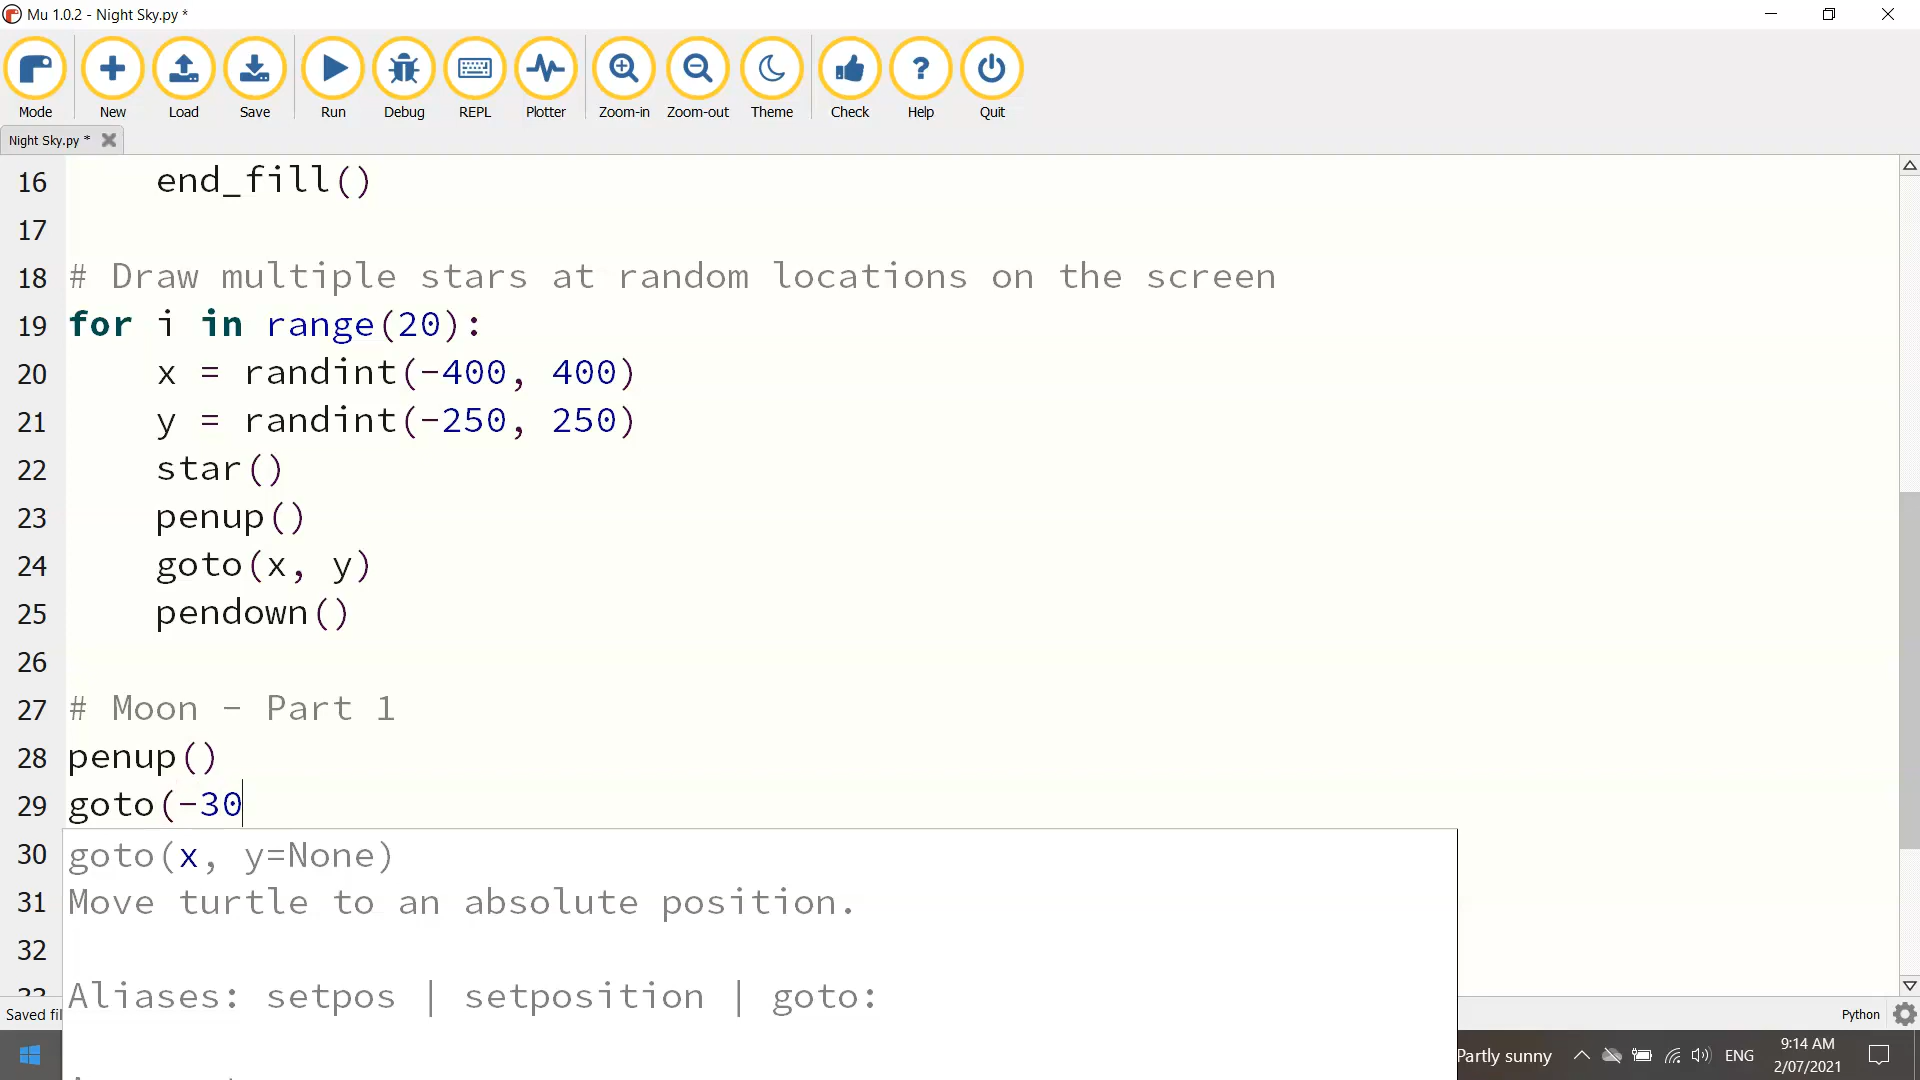 Mu 1.0.2 - Night Sky.py *
Mode New Load Save Run Debug REPL Plotter Zoom-in Zoom-out Theme Check Help Quit
Night Sky.py *
16 end_fill()
17
18 # Draw multiple stars at random locations on the screen
19 for i in range(20):
20 x = randint(-400, 400)
21 y = randint(-250, 250)
22 star()
23 penup()
24 goto(x, y)
25 pendown()
26
27 # Moon - Part 1
28 penup()
29 goto(-30
30 goto(x, y=None)
31 Move turtle to an absolute position.
32
Aliases: setpos | setposition | goto:
Saved fil
Python
Partly sunny ENG 9:14 AM
2/07/2021